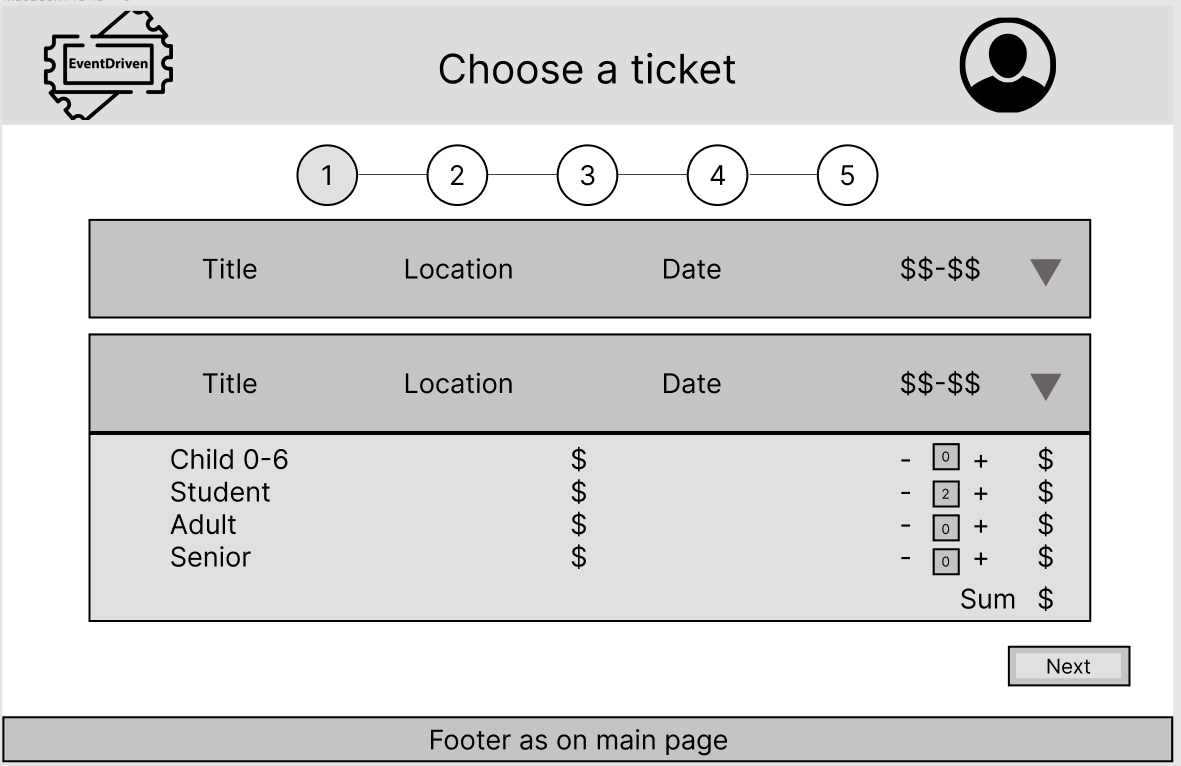 EventDriven
Choose a ticket
1 2 3 4 5
Title Location Date $$-$$
Title Location Date $$-$$
Child 0-6 $ - 0 + $
Student $ - 2 + $
Adult $ - 0 + $
Senior $ - 0 + $
Sum $
Next
Footer as on main page